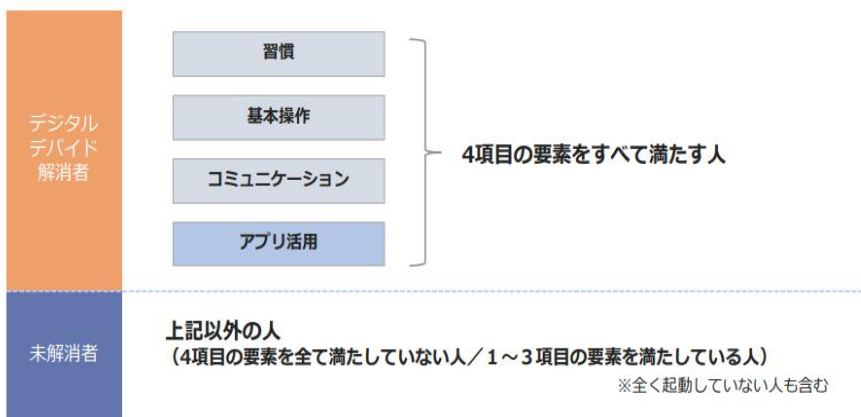 デジタル
デバイド
解消者
習慣
基本操作
コミュニケーション
アプリ活用
4項目の要素をすべて満たす人
未解消者
上記以外の人
（4項目の要素を全て満たしていない人／1～3項目の要素を満たしている人）
※全く起動していない人も含む